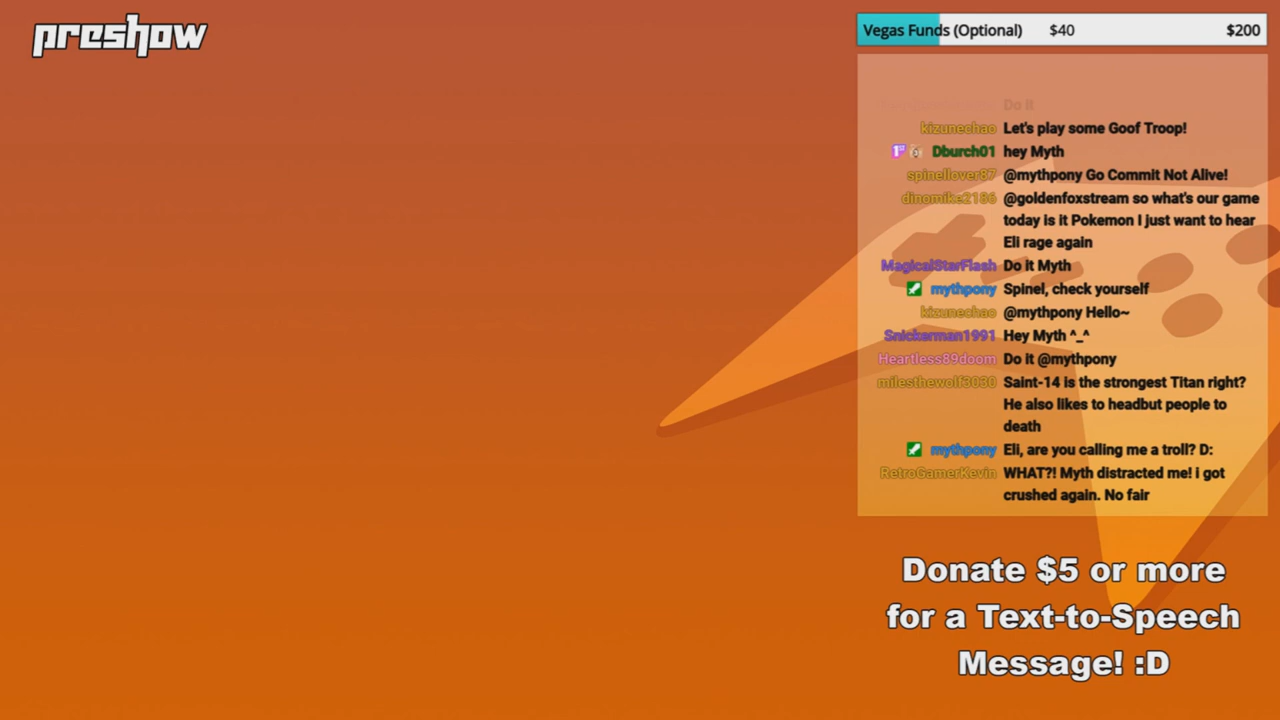 preshow
Vegas Funds (Optional) $40 $200
Do it
kizunechao Let's play some Goof Troop!
Dburch01 hey Myth
spinellover87 @mythpony Go Commit Not Alive!
dinomike2186 @goldenfoxstream so what's our game
today is it Pokemon I just want to hear
Eli rage again
MagicalStarFlash Do it Myth
mythpony Spinel, check yourself
kizunechao @mythpony Hello~
Snickerman1991 Hey Myth ^_^
Heartless89doom Do it @mythpony
milesthewolf3030 Saint-14 is the strongest Titan right?
He also likes to headbut people to
death
mythpony Eli, are you calling me a troll? D:
RetroGamerKevin WHAT?! Myth distracted me! i got
crushed again. No fair
Donate $5 or more
for a Text-to-Speech
Message! :D